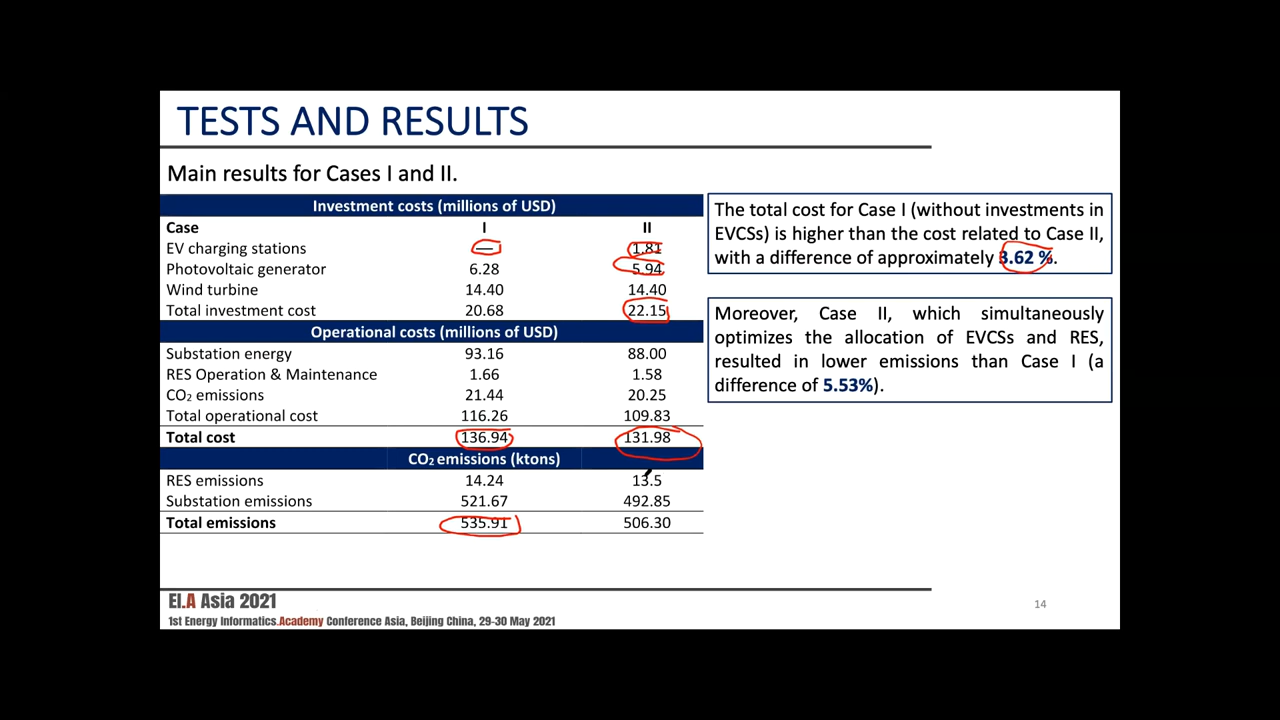 TESTS AND RESULTS
Main results for Cases I and II.
Investment costs (millions of USD)
Case I II
EV charging stations — 1.81
Photovoltaic generator 6.28 5.94
Wind turbine 14.40 14.40
Total investment cost 20.68 22.15
Operational costs (millions of USD)
Substation energy 93.16 88.00
RES Operation & Maintenance 1.66 1.58
CO2 emissions 21.44 20.25
Total operational cost 116.26 109.83
Total cost 136.94 131.98
CO2 emissions (ktons)
RES emissions 14.24 13.5
Substation emissions 521.67 492.85
Total emissions 535.91 506.30
The total cost for Case I (without investments in
EVCSs) is higher than the cost related to Case II,
with a difference of approximately 3.62 %.
Moreover, Case II, which simultaneously
optimizes the allocation of EVCSs and RES,
resulted in lower emissions than Case I (a
difference of 5.53%).
EI.A Asia 2021
1st Energy Informatics.Academy Conference Asia, Beijing China, 29-30 May 2021
14